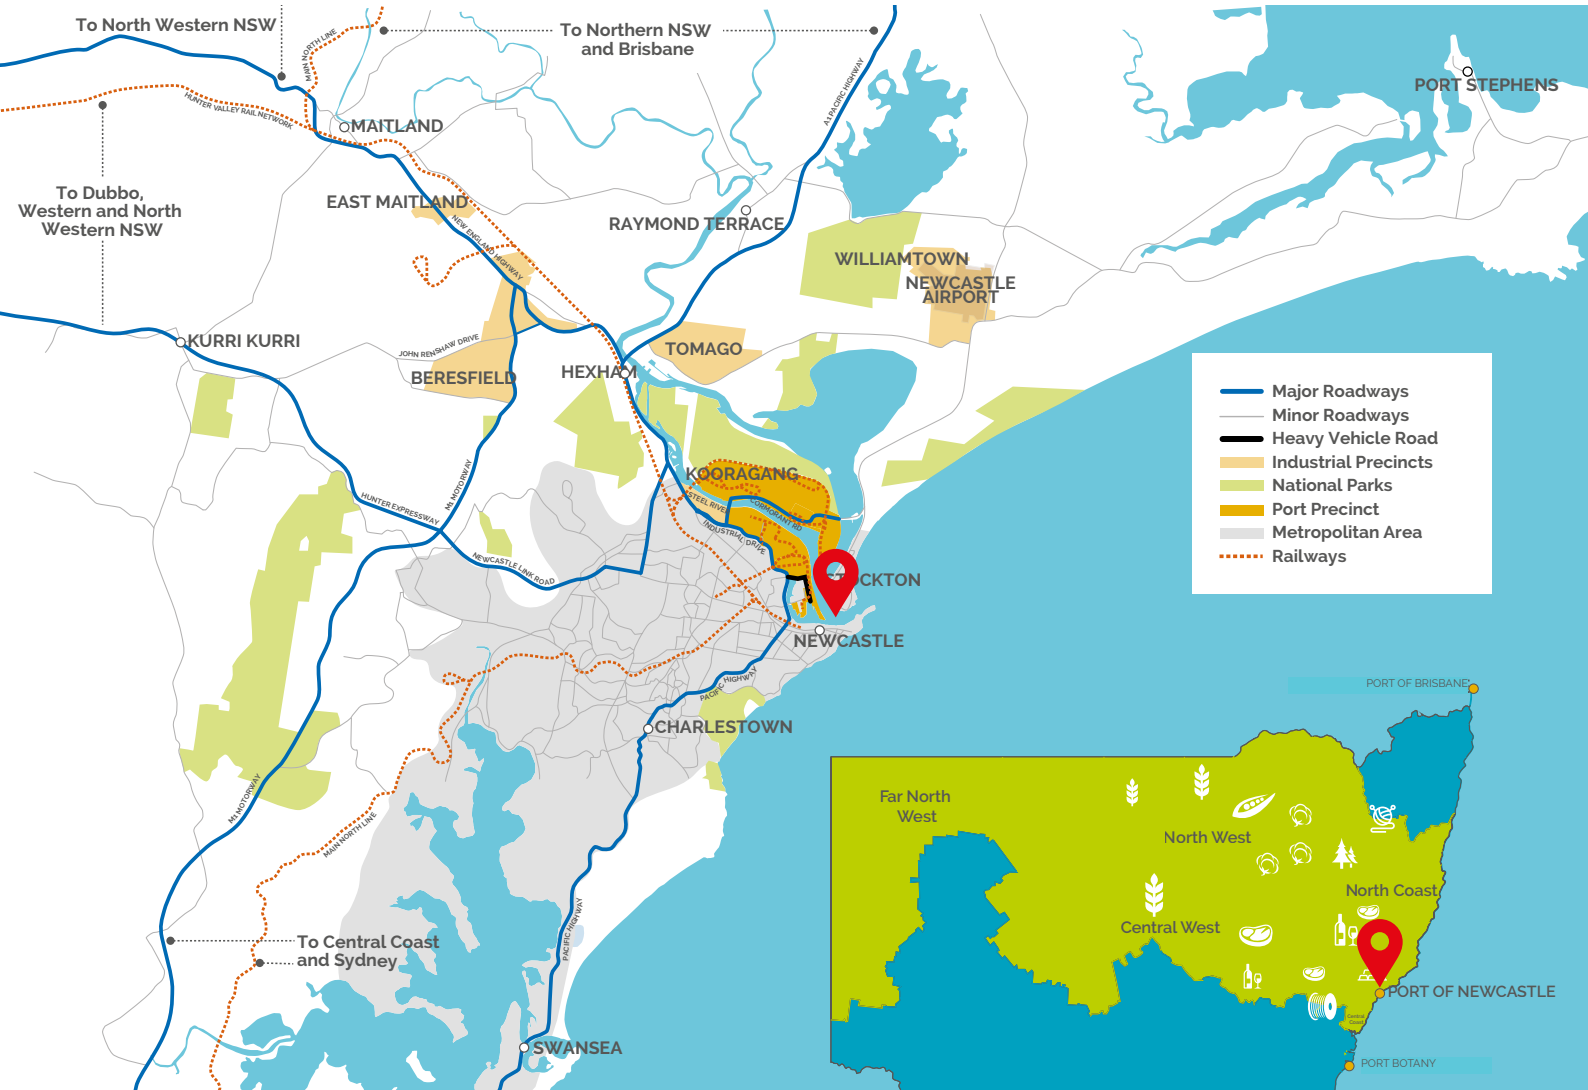 To North Western NSW
To Northern NSW
and Brisbane
MAIN NORTH LINE
A1 PACIFIC HIGHWAY
PORT STEPHENS
HUNTER VALLEY RAIL NETWORK
MAITLAND
To Dubbo,
Western and North
Western NSW
EAST MAITLAND
NEW ENGLAND HIGHWAY
RAYMOND TERRACE
WILLIAMTOWN
NEWCASTLE
AIRPORT
KURRI KURRI
JOHN RENSHAW DRIVE
BERESFIELD
HEXHAM
TOMAGO
Major Roadways
Minor Roadways
Heavy Vehicle Road
Industrial Precincts
National Parks
Port Precinct
Metropolitan Area
Railways
KOORAGANG
STEEL RIVER
CORMORANT RD
INDUSTRIAL DRIVE
HUNTER EXPRESSWAY
M1 MOTORWAY
NEWCASTLE LINK ROAD
STOCKTON
NEWCASTLE
PACIFIC HIGHWAY
CHARLESTOWN
M1 MOTORWAY
MAIN NORTH LINE
PACIFIC HIGHWAY
To Central Coast
and Sydney
SWANSEA
PORT OF BRISBANE
Far North
West
North West
North Coast
Central West
PORT OF NEWCASTLE
Central
Coast
PORT BOTANY